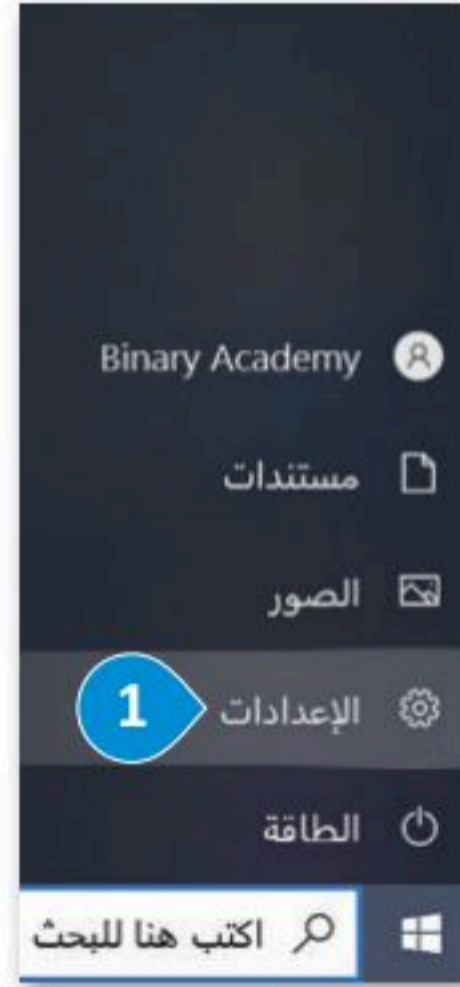 Binary Academy
مستندات
الصور
الإعدادات
1
الطاقة
اكتب هنا للبحث